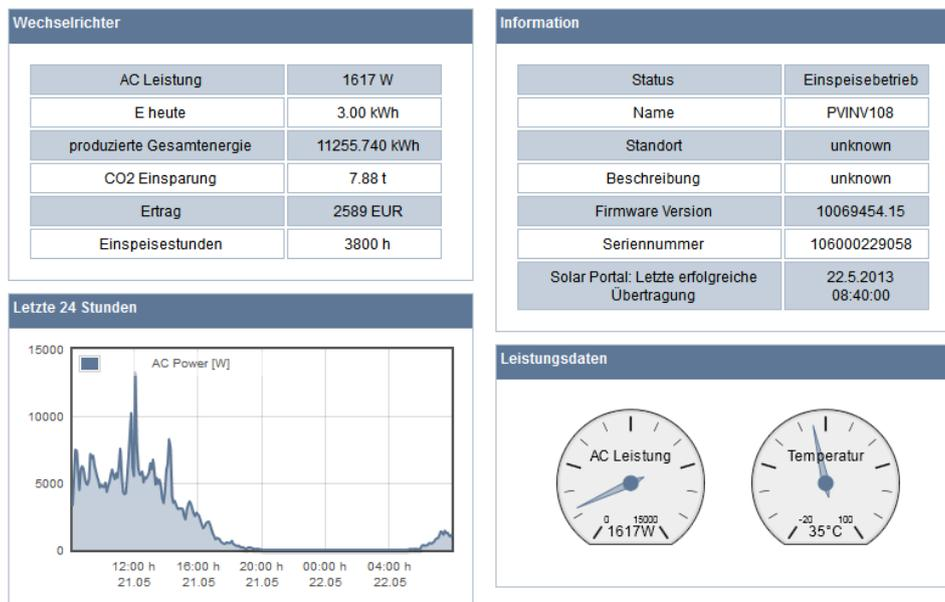 Wechselrichter
AC Leistung 1617 W
E heute 3.00 kWh
produzierte Gesamtenergie 11255.740 kWh
CO2 Einsparung 7.88 t
Ertrag 2589 EUR
Einspeisestunden 3800 h
Information
Status Einspeisebetrieb
Name PVINV108
Standort unknown
Beschreibung unknown
Firmware Version 10069454.15
Seriennummer 106000229058
Solar Portal: Letzte erfolgreiche
Übertragung
22.5.2013
08:40:00
Letzte 24 Stunden
AC Power [W]
15000
10000
5000
0
12:00 h 16:00 h 20:00 h 00:00 h 04:00 h
21.05 21.05 21.05 22.05 22.05
Leistungsdaten
AC Leistung
0 15000
1617W
Temperatur
-20 100
35°C